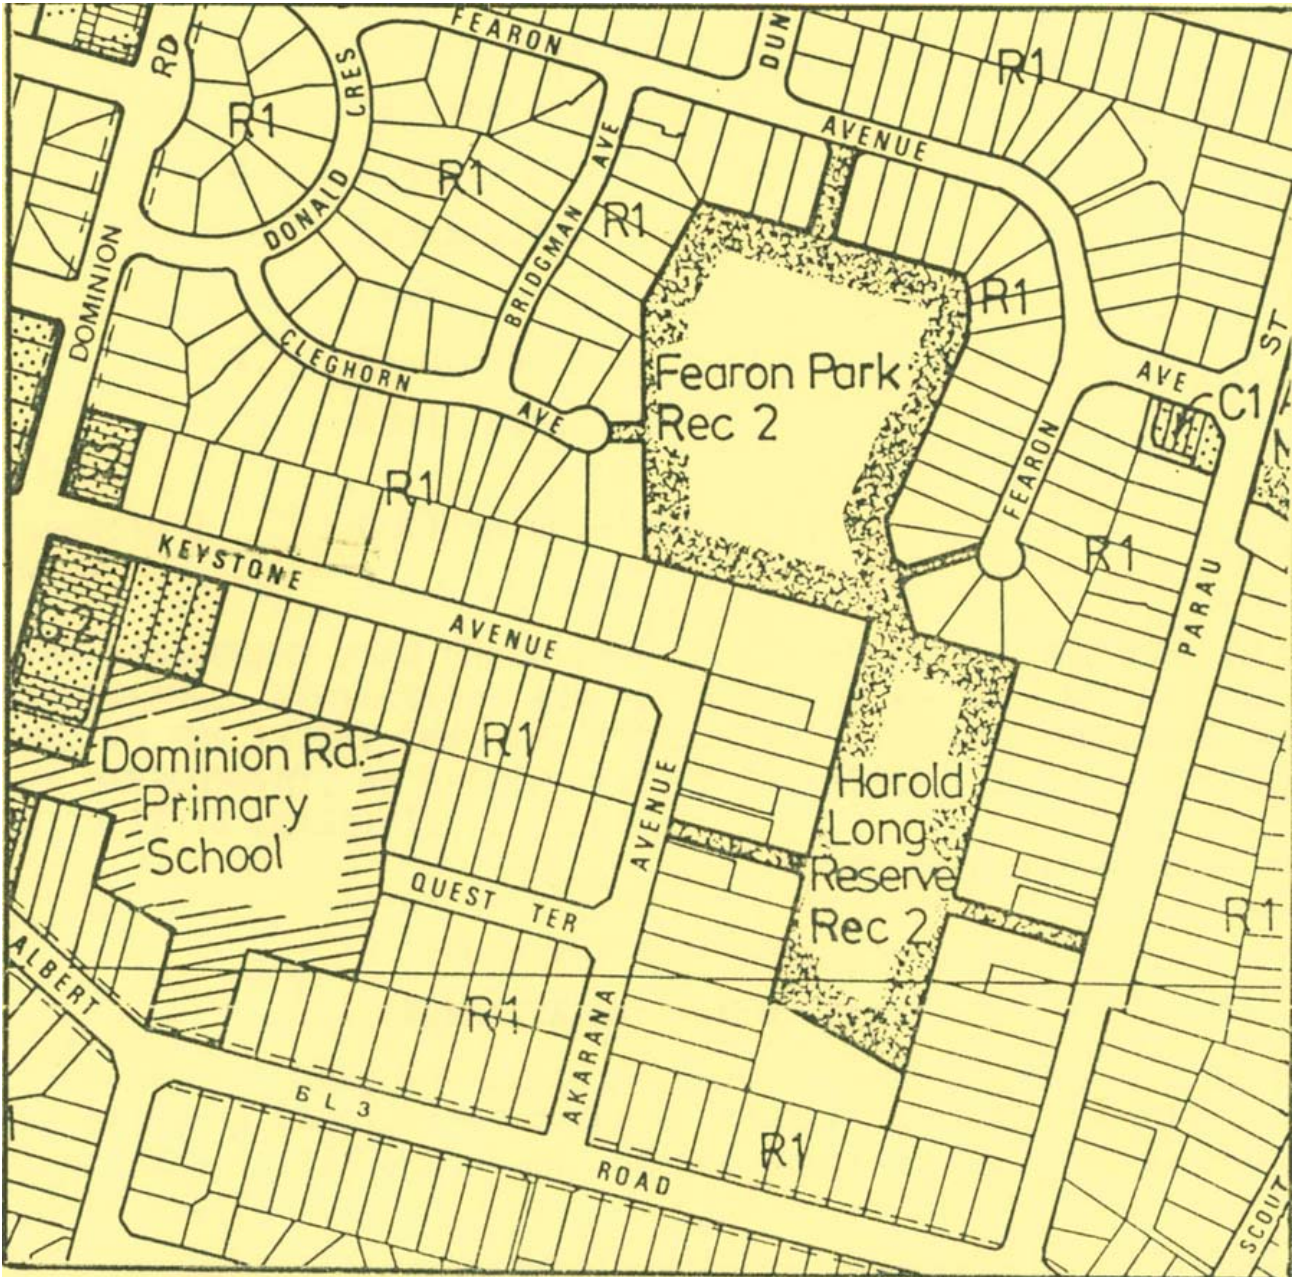 FEARON
DUN
RD
R1
CRES
R1
AVENUE
R1
BRIDGMAN AVE
R1
DONALD
DOMINION
R1
ST
CLEGHORN
AVE
Fearon Park
Rec 2
AVE
C1
FEARON
R1
R1
KEYSTONE
AVENUE
PARAU
R1
Dominion Rd.
Primary
School
AVENUE
Harold
Long
Reserve
Rec 2
QUEST TER
R1
ALBERT
R1
AKARANA
BL3
R1
ROAD
SCOUT